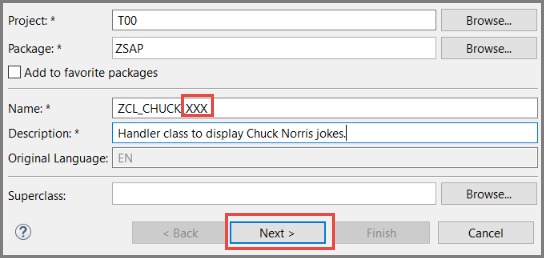 Project: * T00 Browse...
Package: * ZSAP Browse...
Add to favorite packages
Name: * ZCL_CHUCK_XXX
Description: * Handler class to display Chuck Norris jokes.
Original Language: EN
Superclass: Browse...
? < Back Next > Finish Cancel